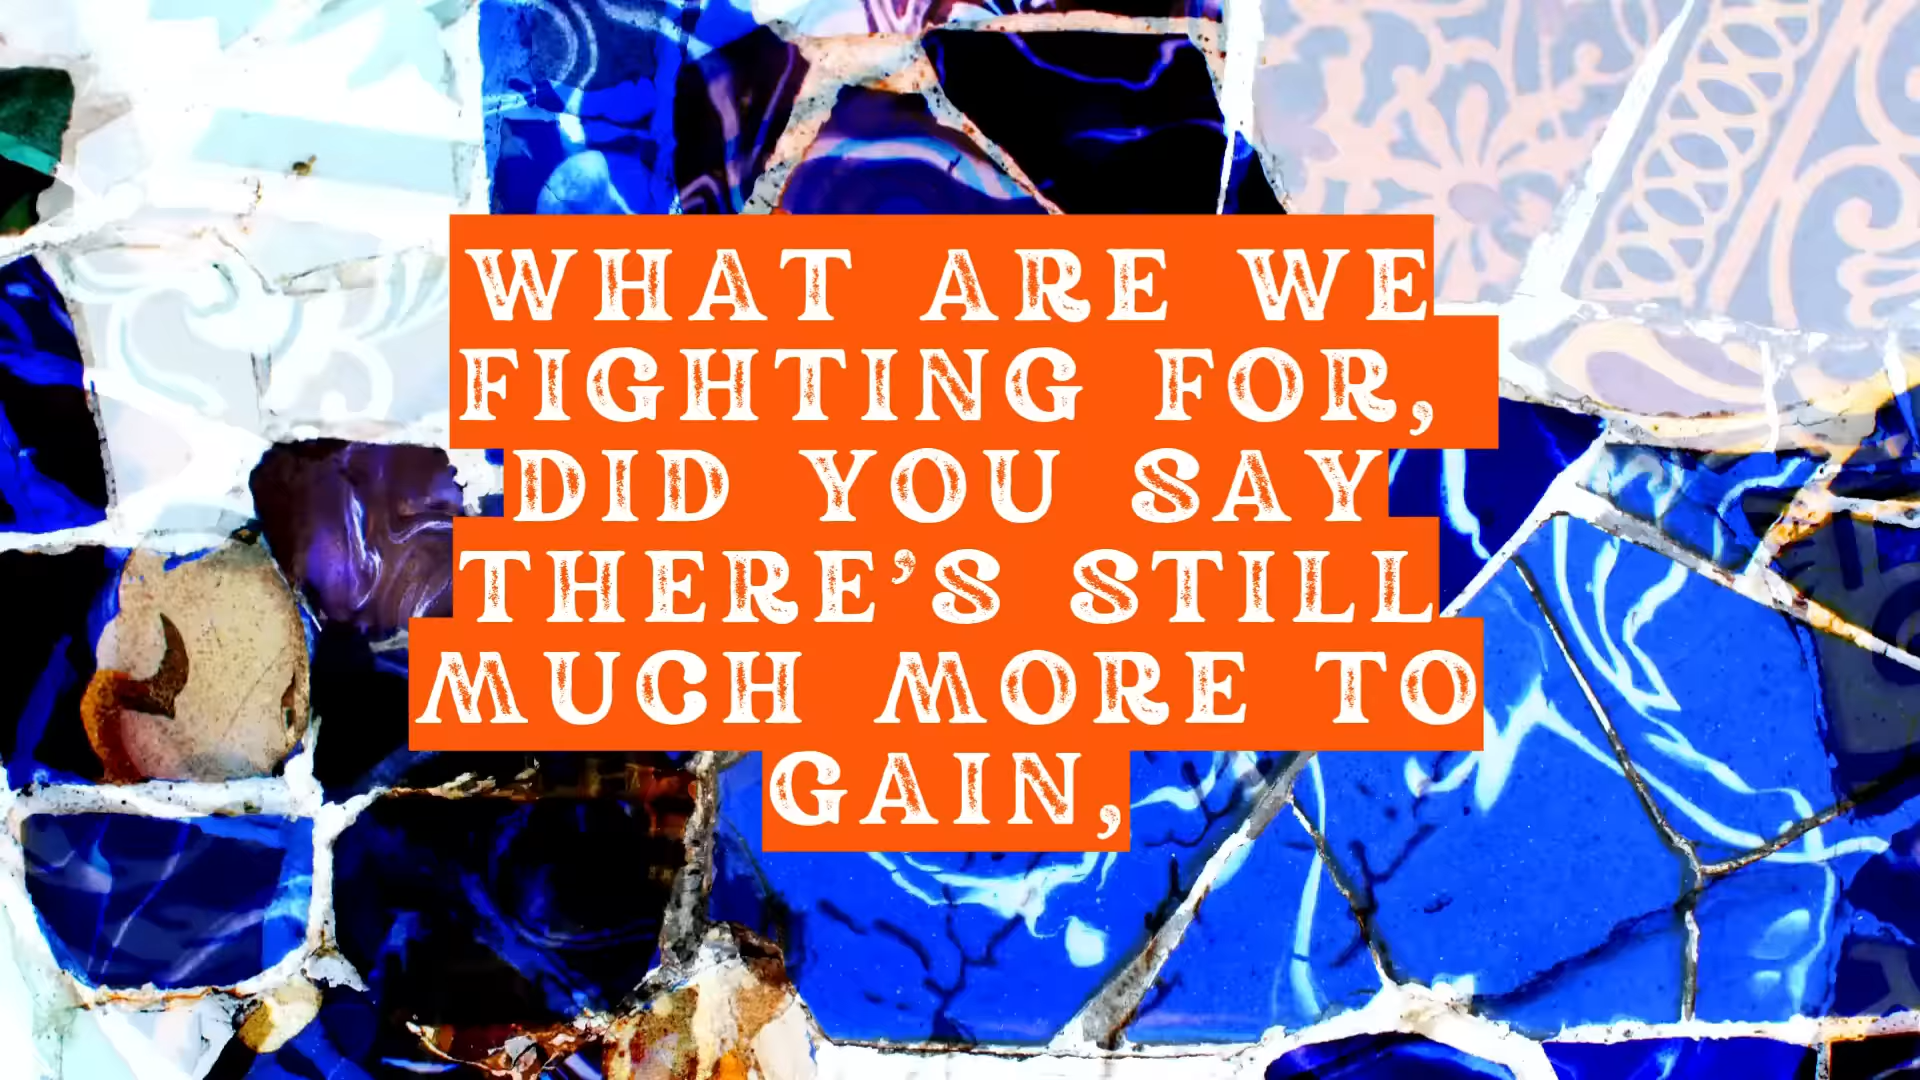 WHAT ARE WE
FIGHTING FOR,
DID YOU SAY
THERE'S STILL
MUCH MORE TO
GAIN,